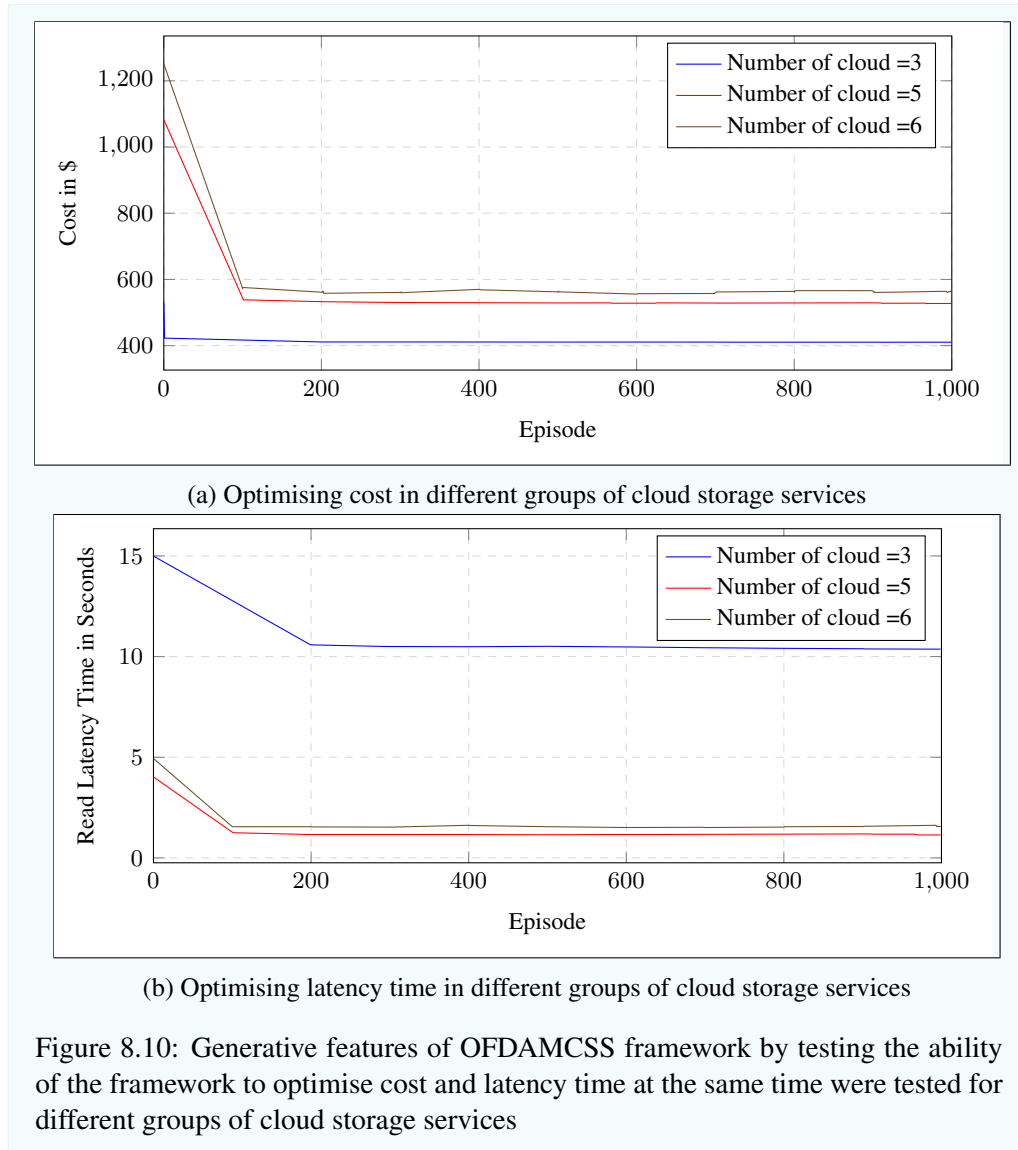 1,200
1,000
800
600
400
Cost in $
Number of cloud =3
Number of cloud =5
Number of cloud =6
0
200
400
600
800
1,000
Episode
(a) Optimising cost in different groups of cloud storage services
15
10
5
0
Read Latency Time in Seconds
Number of cloud =3
Number of cloud =5
Number of cloud =6
0
200
400
600
800
1,000
Episode
(b) Optimising latency time in different groups of cloud storage services
Figure 8.10: Generative features of OFDAMCSS framework by testing the ability
of the framework to optimise cost and latency time at the same time were tested for
different groups of cloud storage services